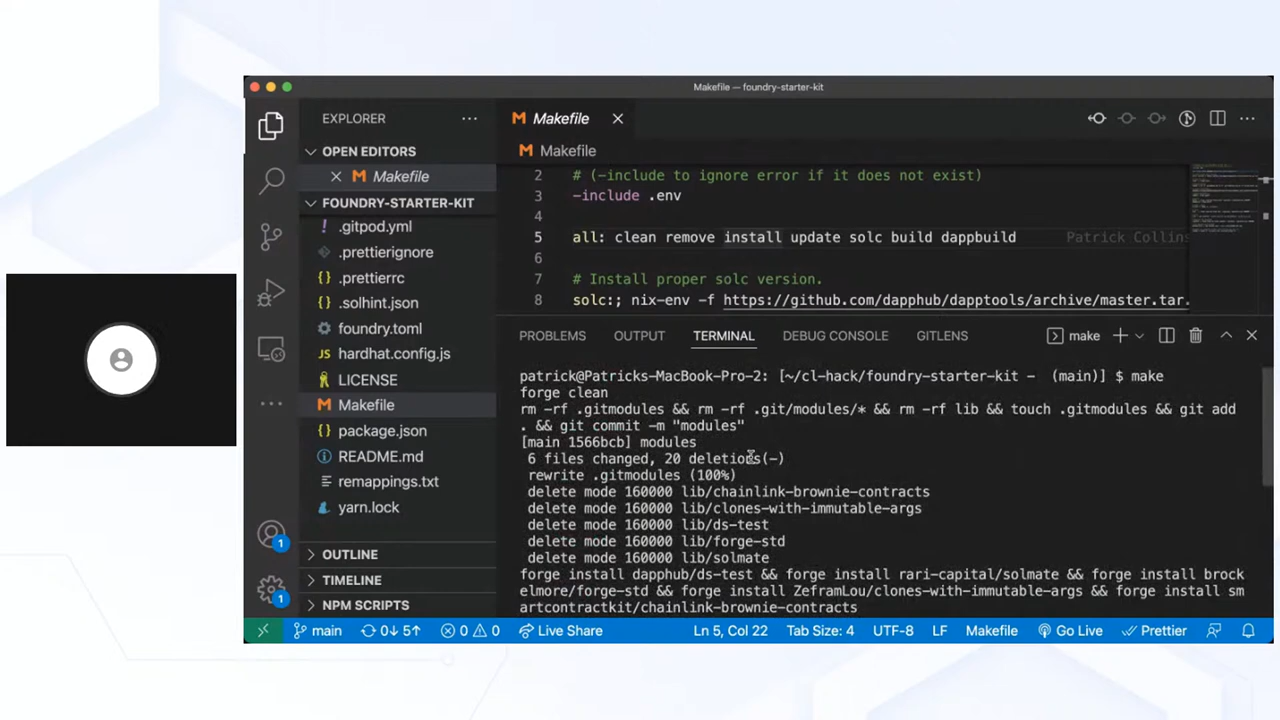 Makefile — foundry-starter-kit
EXPLORER
OPEN EDITORS
Makefile
FOUNDRY-STARTER-KIT
.gitpod.yml
.prettierignore
.prettierrc
.solhint.json
foundry.toml
hardhat.config.js
LICENSE
Makefile
package.json
README.md
remappings.txt
yarn.lock
OUTLINE
TIMELINE
NPM SCRIPTS
Makefile
Makefile
2 # (-include to ignore error if it does not exist)
3 -include .env
4
5 all: clean remove install update solc build dappbuild Patrick Collins
6
7 # Install proper solc version.
8 solc:; nix-env -f https://github.com/dapphub/dapptools/archive/master.tar.
PROBLEMS OUTPUT TERMINAL DEBUG CONSOLE GITLENS make
patrick@Patricks-MacBook-Pro-2: [~/cl-hack/foundry-starter-kit - (main)] $ make
forge clean
rm -rf .gitmodules && rm -rf .git/modules/* && rm -rf lib && touch .gitmodules && git add
. && git commit -m "modules"
[main 1566bcb] modules
6 files changed, 20 deletions(-)
rewrite .gitmodules (100%)
delete mode 160000 lib/chainlink-brownie-contracts
delete mode 160000 lib/clones-with-immutable-args
delete mode 160000 lib/ds-test
delete mode 160000 lib/forge-std
delete mode 160000 lib/solmate
forge install dapphub/ds-test && forge install rari-capital/solmate && forge install brock
elmore/forge-std && forge install ZeframLou/clones-with-immutable-args && forge install sm
artcontractkit/chainlink-brownie-contracts
1
1
main 0↓ 5↑ 0 0 Live Share Ln 5, Col 22 Tab Size: 4 UTF-8 LF Makefile Go Live Prettier